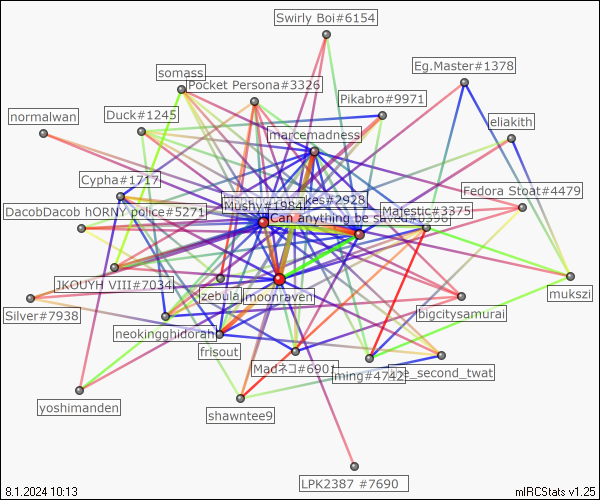 Swirly Boi#6154
Eg.Master#1378
somass
Pocket Persona#3326
Pikabro#9971
normalwan
Duck#1245
eliakith
marcemadness
Cypha#1717
Fedora Stoat#4479
Moshy#1984
kes#2928
DacobDacob hORNY police#5271
Majestic#3375
Can anything be saved#8396
JKOUYH VIII#7034
mukszi
zebula
moonraven
Silver#7938
bigcitysamurai
neokingghidorah
frisout
Madネコ#6901
ming#4742
he_second_twat
yoshimanden
shawntee9
LPK2387 #7690
8.1.2024 10:13
mIRCStats v1.25